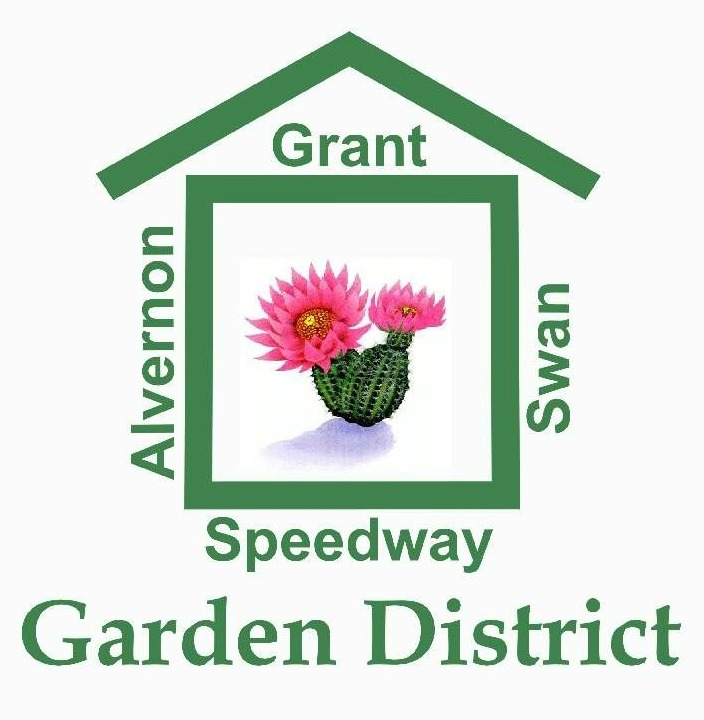 Grant
Alvernon
Swan
Speedway
Garden District